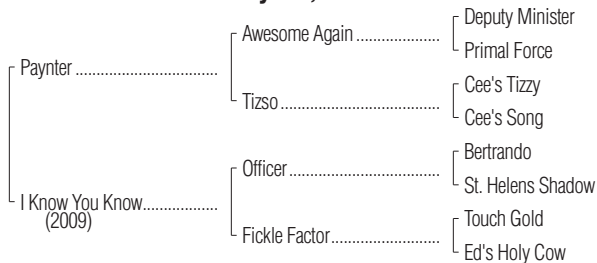 Deputy Minister
Awesome Again
Primal Force
Paynter
Cee's Tizzy
Tizso
Cee's Song
Bertrando
Officer
St. Helens Shadow
I Know You Know
(2009)
Touch Gold
Fickle Factor
Ed's Holy Cow